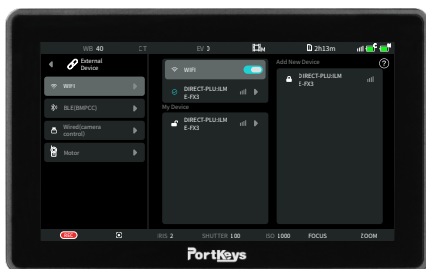 WB 40
EV 3
2h13m
External
Device
WIFI
BLE(BMPCC)
Wired(camera
control)
Motor
WIFI
DIRECT-PLU:ILM
E-FX3
My Device
DIRECT-PLU:ILM
E-FX3
Add New Device
?
DIRECT-PLU:ILM
E-FX3
REC
IRIS 2
SHUTTER 100
ISO 1000
FOCUS
ZOOM
PortKeys